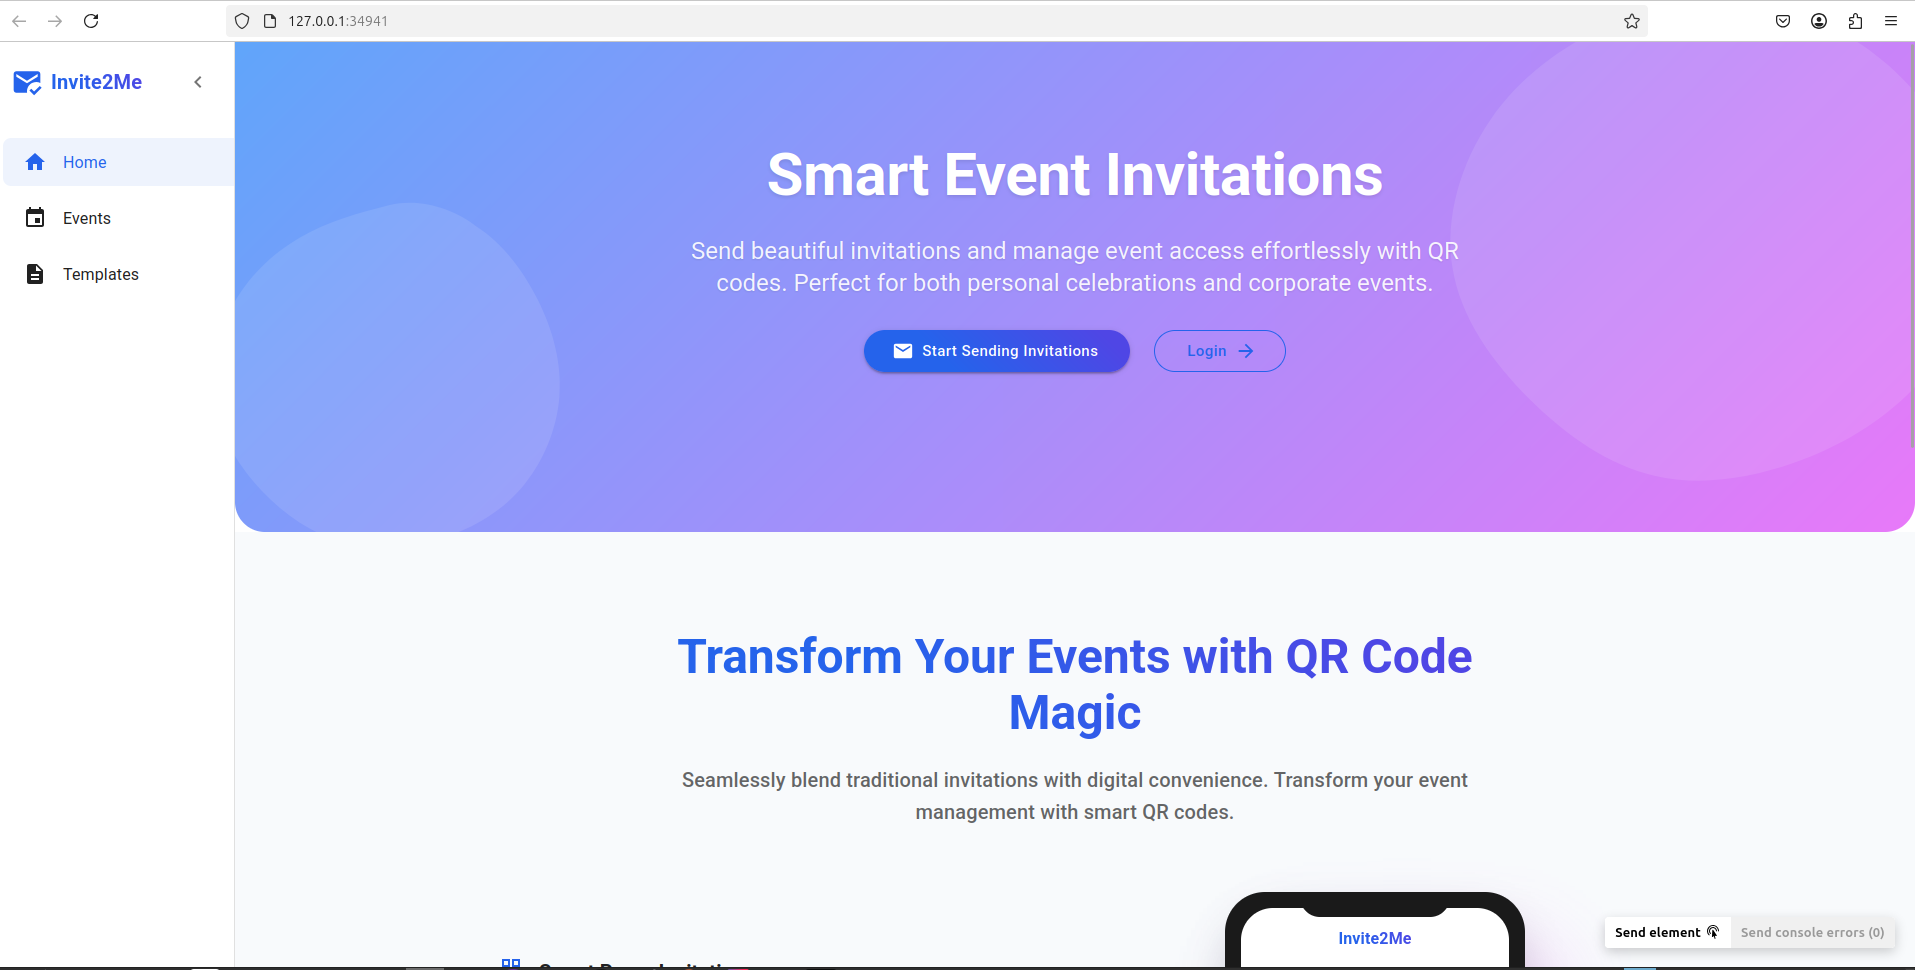 127.0.0.1:34941
Invite2Me
Home
Events
Templates
Smart Event Invitations
Send beautiful invitations and manage event access effortlessly with QR
codes. Perfect for both personal celebrations and corporate events.
Start Sending Invitations
Login
Transform Your Events with QR Code
Magic
Seamlessly blend traditional invitations with digital convenience. Transform your event
management with smart QR codes.
Invite2Me
Send element
Send console errors (0)